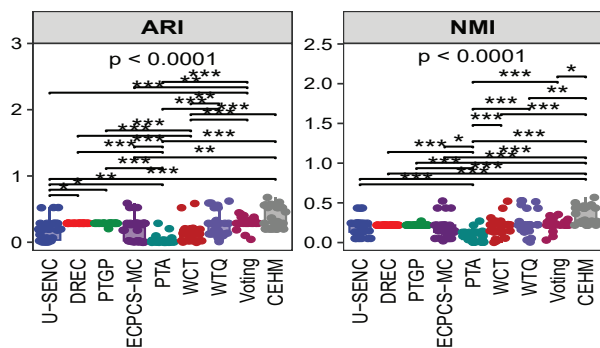 ARI
NMI
p < 0.0001
p < 0.0001
3
2
1
0
2.5
2.0
1.5
1.0
0.5
0.0
U−SENC
DREC
PTGP
ECPCS−MC
PTA
WCT
WTQ
Voting
CEHM
U−SENC
DREC
PTGP
ECPCS−MC
PTA
WCT
WTQ
Voting
CEHM